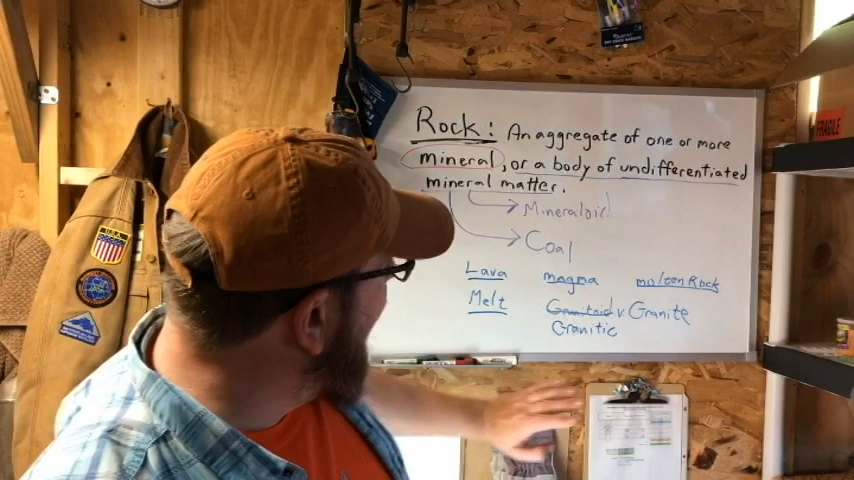 Rock: An aggregate of one or more
mineral, or a body of undifferentiated
mineral matter.
Mineraloid
Coal
Lava magma molten Rock
Melt Granitoid v. Granite
Granitic
FRAGILE
U.S.A.